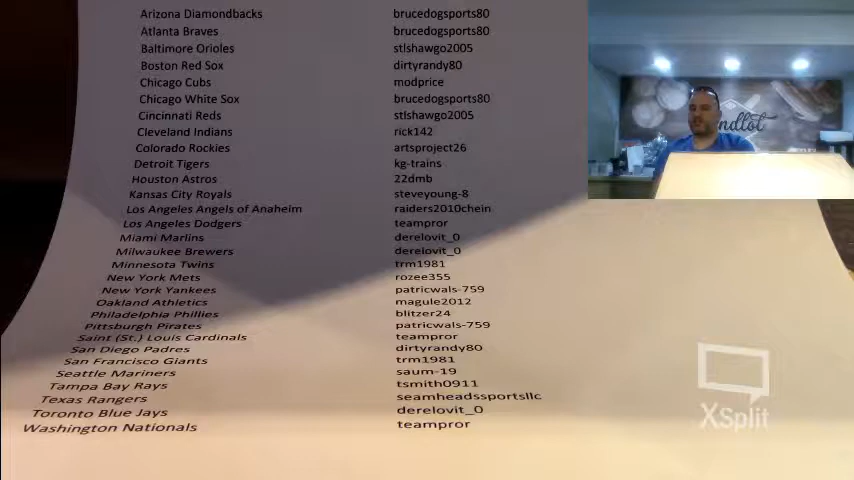 Arizona Diamondbacks brucedogsports80
Atlanta Braves brucedogsports80
Baltimore Orioles stlshawgo2005
Boston Red Sox dirtyrandy80
Chicago Cubs modprice
Chicago White Sox brucedogsports80
Cincinnati Reds stlshawgo2005
Cleveland Indians rick142
Colorado Rockies artsproject26
Detroit Tigers kg-trains
Houston Astros 22dmb
Kansas City Royals steveyoung-8
Los Angeles Angels of Anaheim raiders2010chein
Los Angeles Dodgers teampror
Miami Marlins derelovit_0
Milwaukee Brewers derelovit_0
Minnesota Twins trm1981
New York Mets rozee355
New York Yankees patricwals-759
Oakland Athletics magule2012
Philadelphia Phillies blitzer24
Pittsburgh Pirates patricwals-759
Saint (St.) Louis Cardinals teampror
San Diego Padres dirtyrandy80
San Francisco Giants trm1981
Seattle Mariners saum-19
Tampa Bay Rays tsmith0911
Texas Rangers seamheadssportsllc
Toronto Blue Jays derelovit_0
Washington Nationals teampror
XSplit